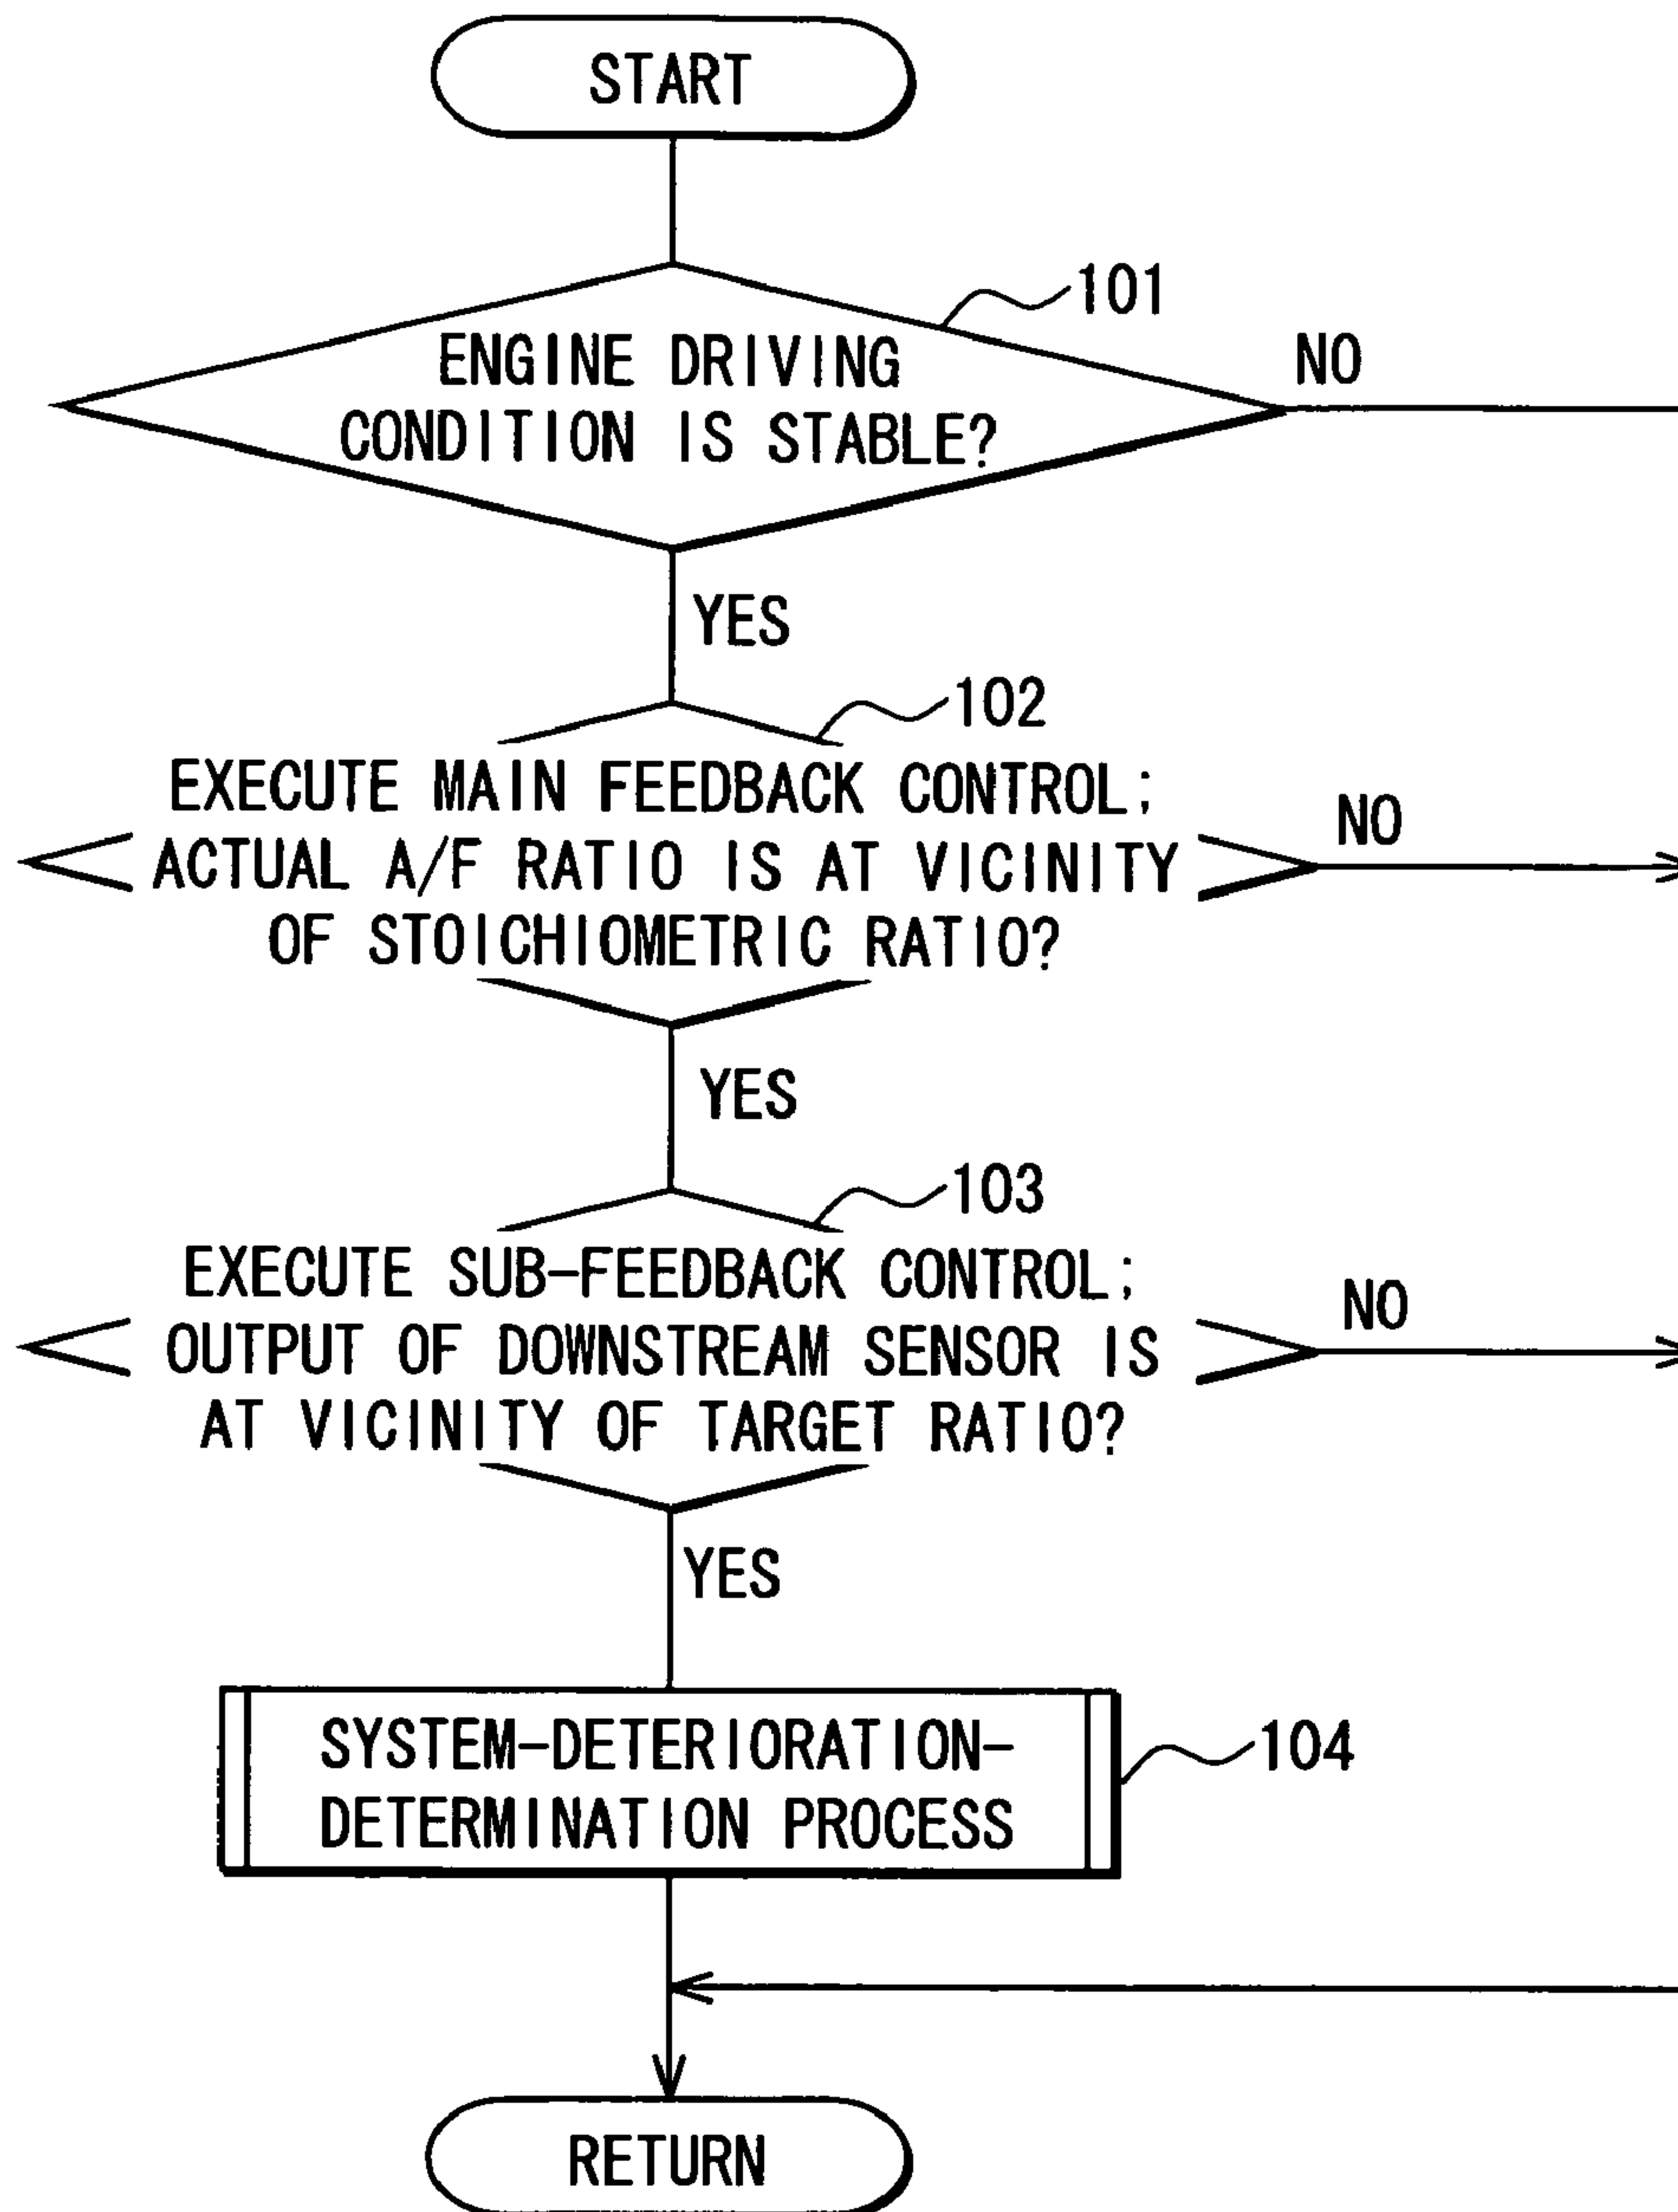 START
101
ENGINE DRIVING
CONDITION IS STABLE?
NO
YES
102
EXECUTE MAIN FEEDBACK CONTROL;
ACTUAL A/F RATIO IS AT VICINITY
OF STOICHIOMETRIC RATIO?
NO
YES
103
EXECUTE SUB-FEEDBACK CONTROL;
OUTPUT OF DOWNSTREAM SENSOR IS
AT VICINITY OF TARGET RATIO?
NO
YES
SYSTEM-DETERIORATION-
DETERMINATION PROCESS
104
RETURN